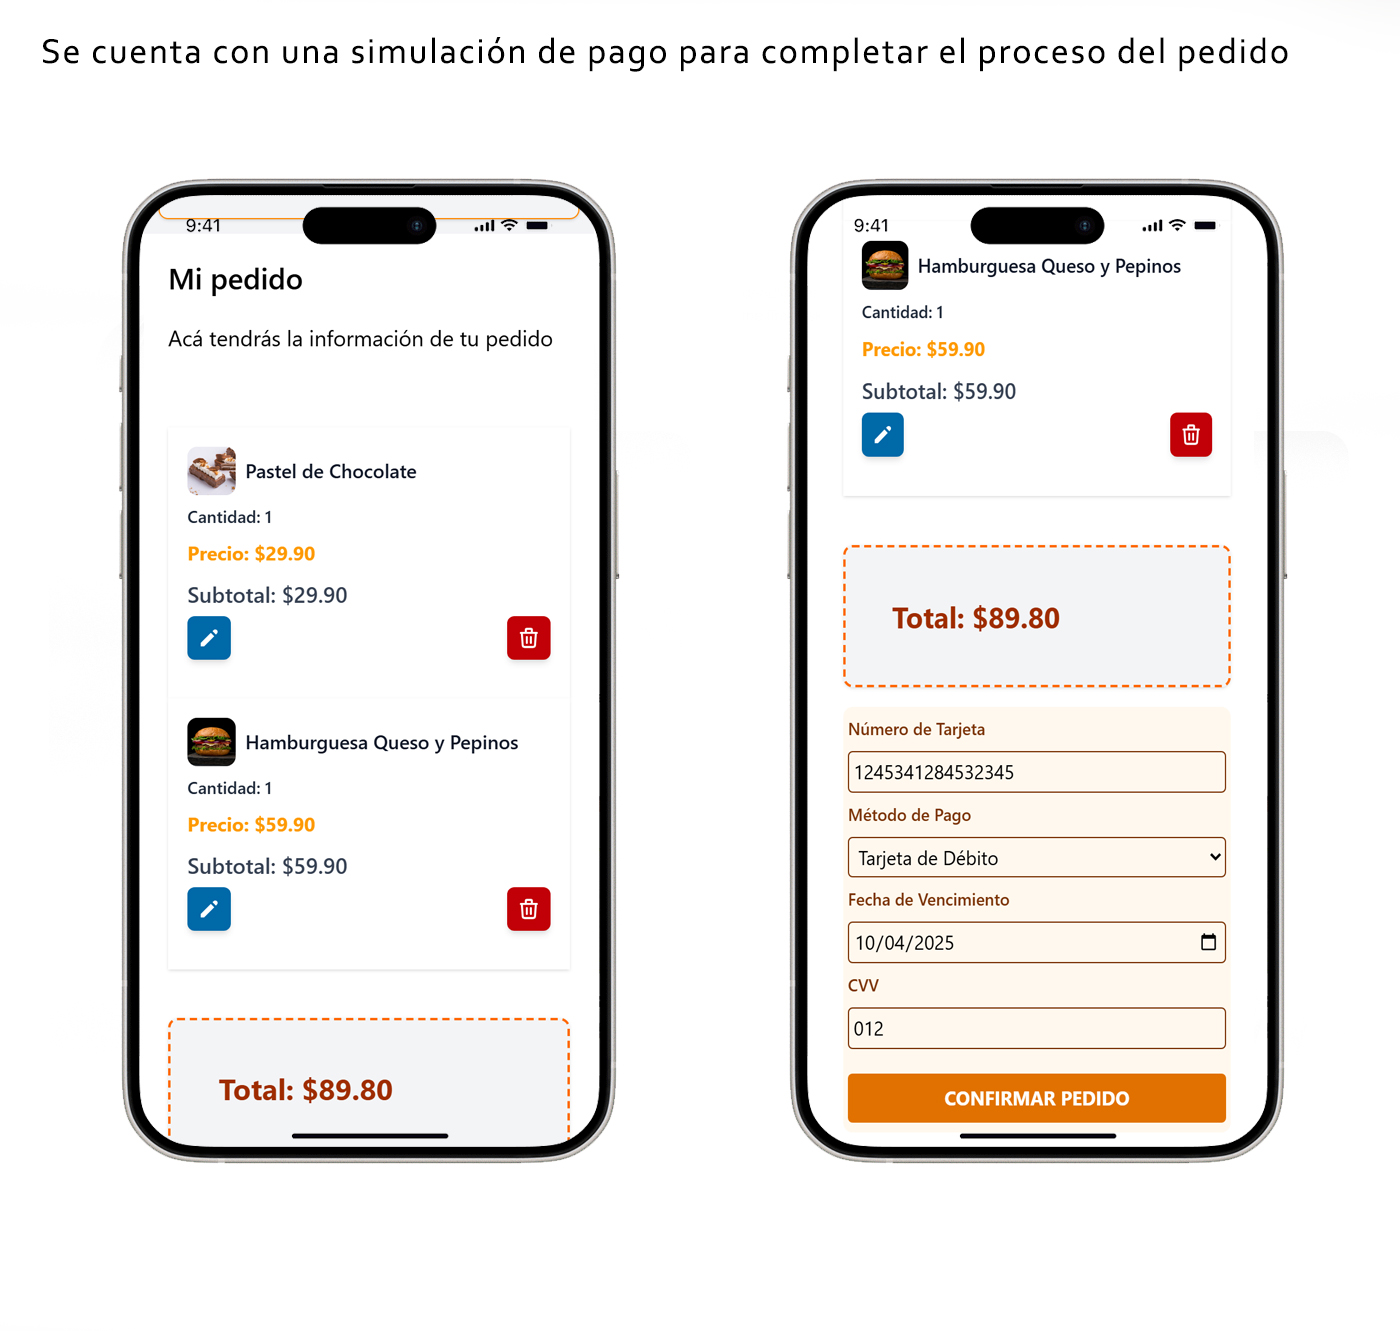 Se cuenta con una simulación de pago para completar el proceso del pedido
9:41
Mi pedido
Acá tendrás la información de tu pedido
Pastel de Chocolate
Cantidad: 1
Precio: $29.90
Subtotal: $29.90
Hamburguesa Queso y Pepinos
Cantidad: 1
Precio: $59.90
Subtotal: $59.90
Total: $89.80
9:41
Hamburguesa Queso y Pepinos
Cantidad: 1
Precio: $59.90
Subtotal: $59.90
Total: $89.80
Número de Tarjeta
1245341284532345
Método de Pago
Tarjeta de Débito
Fecha de Vencimiento
10/04/2025
CVV
012
CONFIRMAR PEDIDO